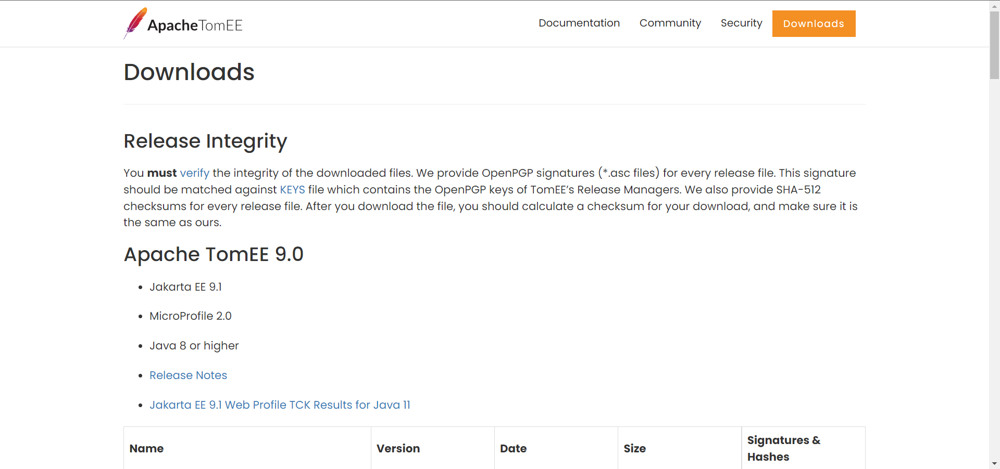 ApacheTomEE
Documentation
Community
Security
Downloads
Downloads
Release Integrity
You must verify the integrity of the downloaded files. We provide OpenPGP signatures (*.asc files) for every release file. This signature
should be matched against KEYS file which contains the OpenPGP keys of TomEE’s Release Managers. We also provide SHA-512
checksums for every release file. After you download the file, you should calculate a checksum for your download, and make sure it is
the same as ours.
Apache TomEE 9.0
• Jakarta EE 9.1
• MicroProfile 2.0
• Java 8 or higher
• Release Notes
• Jakarta EE 9.1 Web Profile TCK Results for Java 11
Name
Version
Date
Size
Signatures &
Hashes